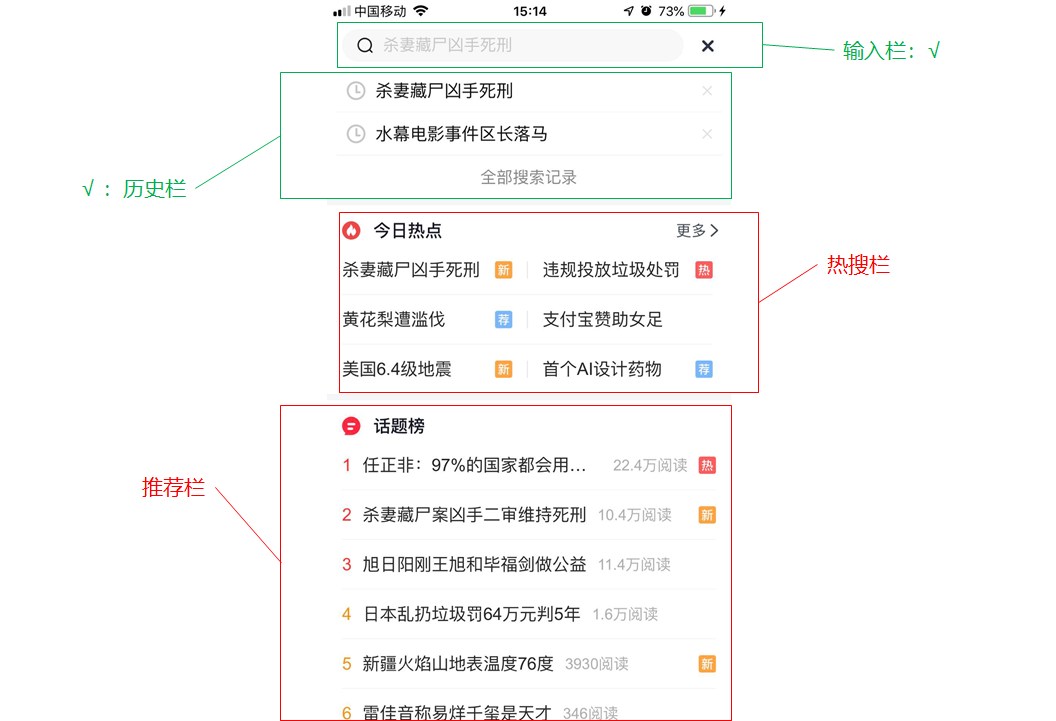 中国移动 15:14 73%
杀妻藏尸凶手死刑
输入栏：√
杀妻藏尸凶手死刑
水幕电影事件区长落马
全部搜索记录
√ ：历史栏
今日热点 更多
杀妻藏尸凶手死刑 新 违规投放垃圾处罚 热
黄花梨遭滥伐 荐 支付宝赞助女足
美国6.4级地震 新 首个AI设计药物 荐
热搜栏
话题榜
1 任正非：97%的国家都会用... 22.4万阅读 热
2 杀妻藏尸案凶手二审维持死刑 10.4万阅读 新
3 旭日阳刚王旭和毕福剑做公益 11.4万阅读
4 日本乱扔垃圾罚64万元判5年 1.6万阅读
5 新疆火焰山地表温度76度 3930阅读 新
6 雷佳音称易烊千玺是天才 346阅读
推荐栏